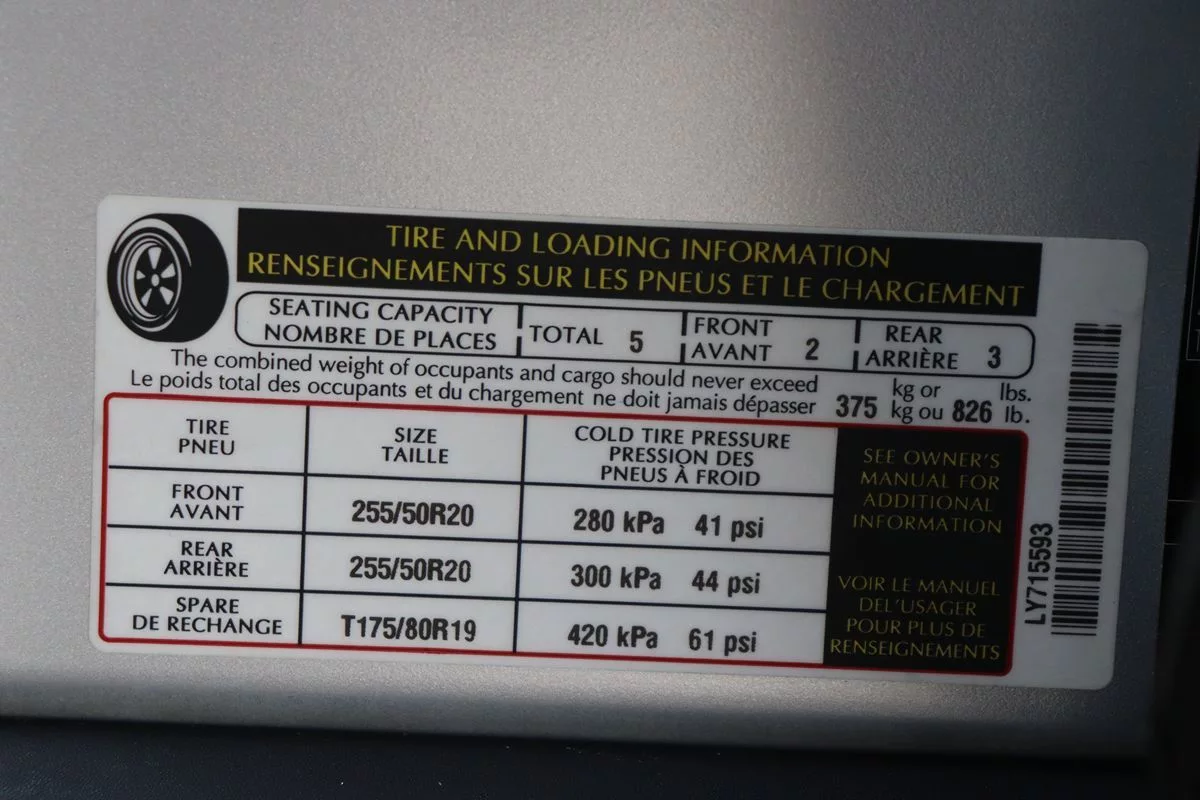 TIRE AND LOADING INFORMATION
RENSEIGNEMENTS SUR LES PNEUS ET LE CHARGEMENT
SEATING CAPACITY
NOMBRE DE PLACES
TOTAL 5
FRONT
AVANT 2
REAR
ARRIÈRE 3
The combined weight of occupants and cargo should never exceed
Le poids total des occupants et du chargement ne doit jamais dépasser
375 kg or
kg ou 826 lbs.
lb.
TIRE
PNEU
SIZE
TAILLE
COLD TIRE PRESSURE
PRESSION DES
PNEUS À FROID
FRONT
AVANT
255/50R20
280 kPa 41 psi
REAR
ARRIÈRE
255/50R20
300 kPa 44 psi
SPARE
DE RECHANGE
T175/80R19
420 kPa 61 psi
SEE OWNER'S
MANUAL FOR
ADDITIONAL
INFORMATION
VOIR LE MANUEL
DEL'USAGER
POUR PLUS DE
RENSEIGNEMENTS
LY715593